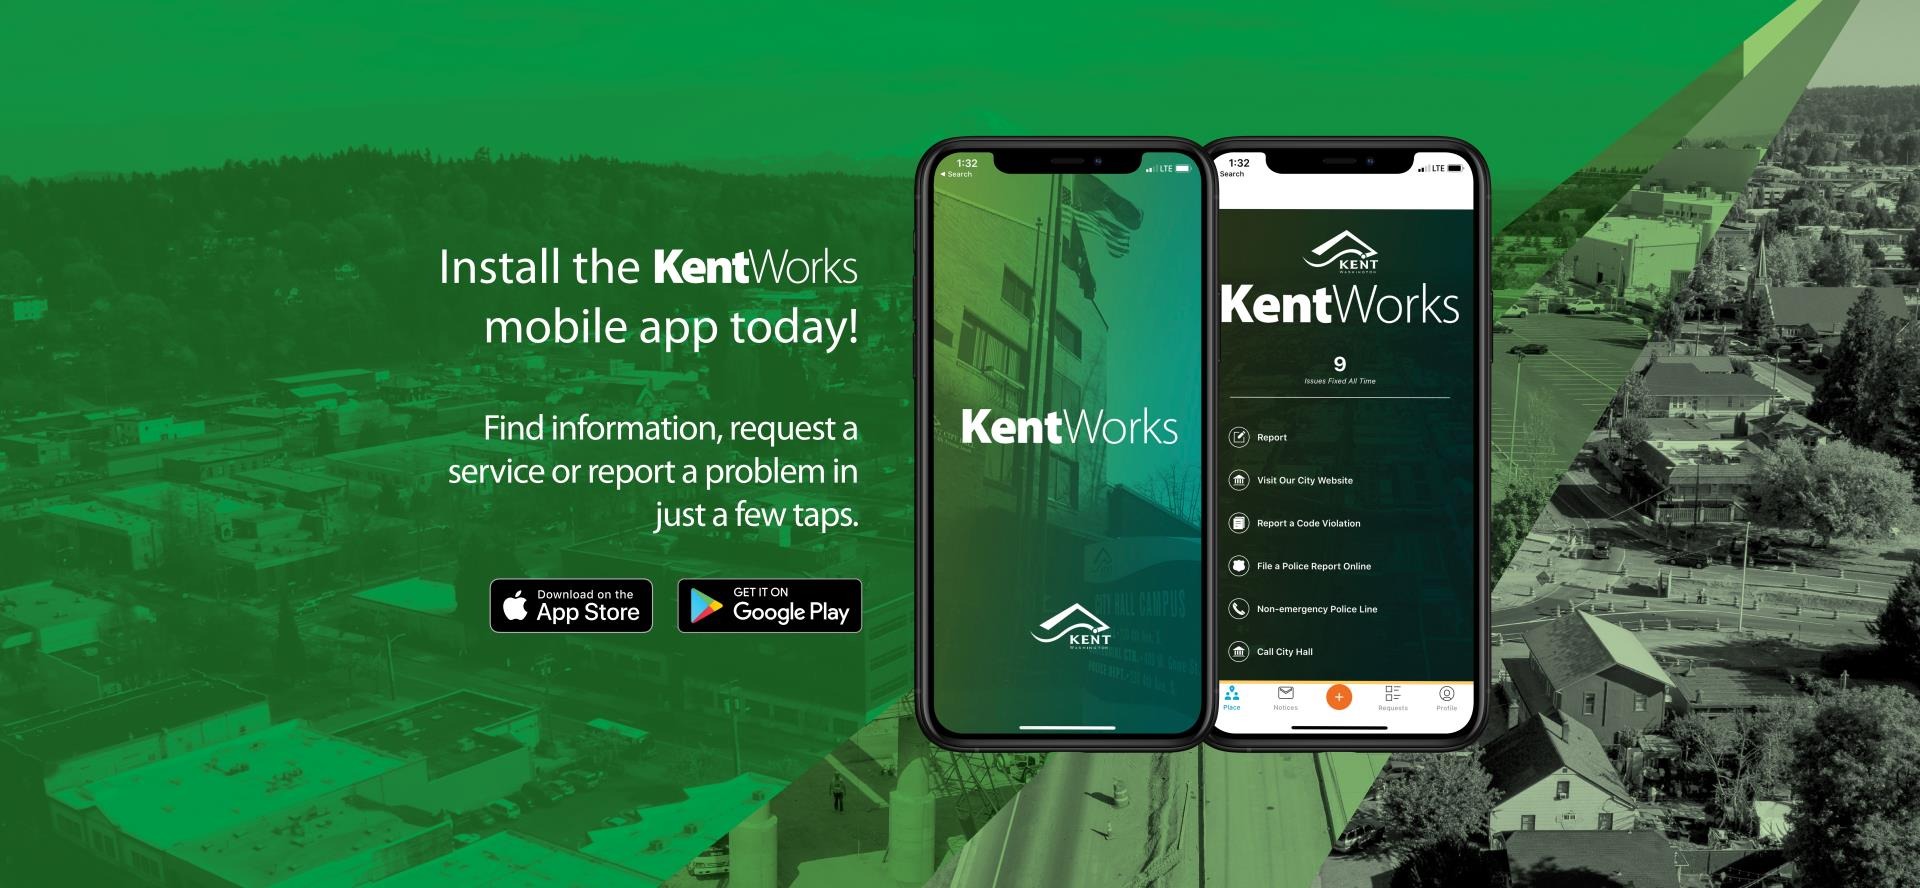 Install the KentWorks
mobile app today!
Find information, request a
service or report a problem in
just a few taps.
Download on the
App Store
GET IT ON
Google Play
1:32
Search
LTE
KentWorks
CITY HALL CAMPUS
KENT
WASHINGTON
1:32
Search
LTE
KENT
WASHINGTON
KentWorks
9
Issues Fixed All Time
Report
Visit Our City Website
Report a Code Violation
File a Police Report Online
Non-emergency Police Line
Call City Hall
Place
Notices
Requests
Profile